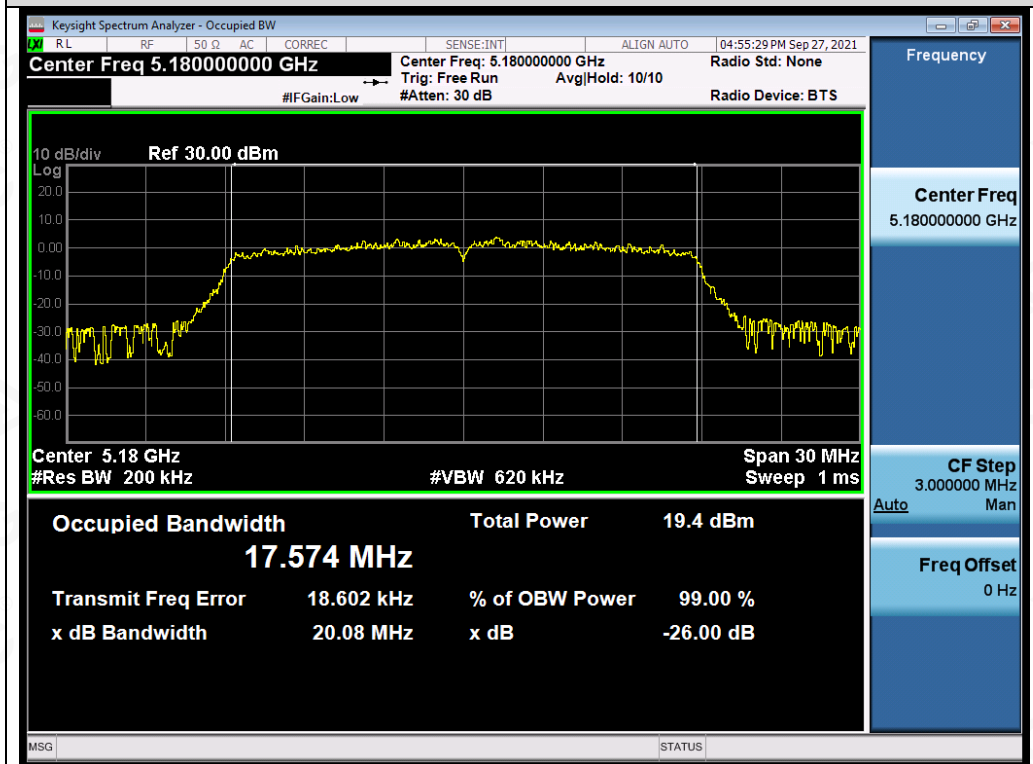 Keysight Spectrum Analyzer - Occupied BW
LXI RL RF 50 Ω AC CORREC SENSE:INT ALIGN AUTO 04:55:29 PM Sep 27, 2021
Center Freq 5.180000000 GHz Center Freq: 5.180000000 GHz Radio Std: None
Trig: Free Run Avg|Hold: 10/10
#IFGain:Low #Atten: 30 dB Radio Device: BTS
10 dB/div Ref 30.00 dBm
Log
20.0
10.0
0.00
-10.0
-20.0
-30.0
-40.0
-50.0
-60.0
Center 5.18 GHz Span 30 MHz
#Res BW 200 kHz #VBW 620 kHz Sweep 1 ms
Occupied Bandwidth Total Power 19.4 dBm
17.574 MHz
Transmit Freq Error 18.602 kHz % of OBW Power 99.00 %
x dB Bandwidth 20.08 MHz x dB -26.00 dB
MSG STATUS
Frequency
Center Freq
5.180000000 GHz
CF Step
3.000000 MHz
Auto Man
Freq Offset
0 Hz